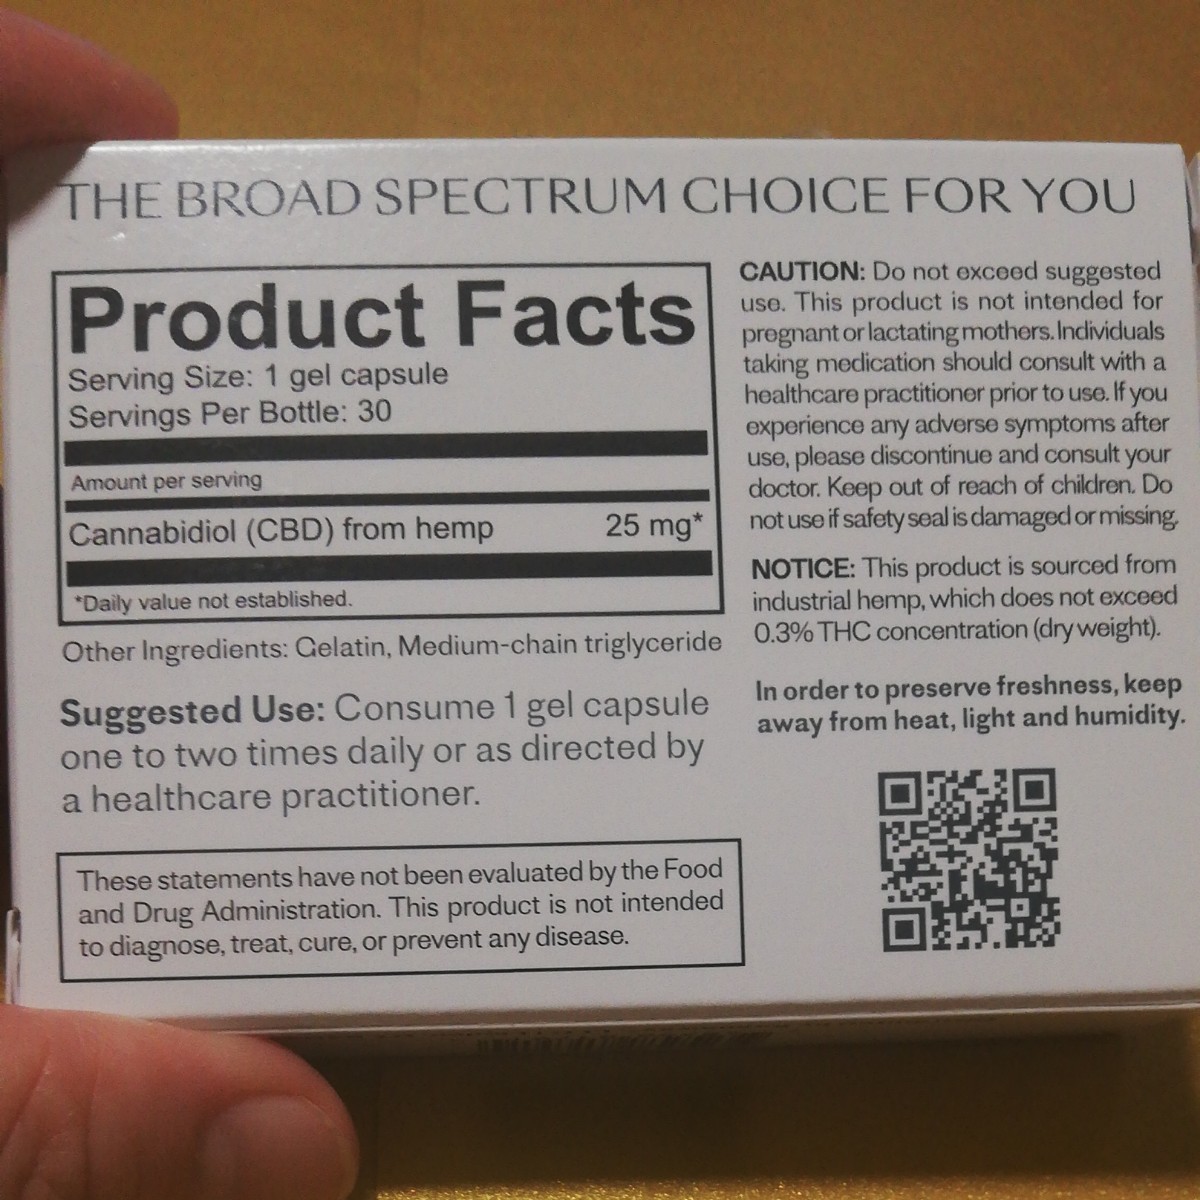 THE BROAD SPECTRUM CHOICE FOR YOU
Product Facts
Serving Size: 1 gel capsule
Servings Per Bottle: 30
Amount per serving
Cannabidiol (CBD) from hemp 25 mg*
*Daily value not established.
Other Ingredients: Gelatin, Medium-chain triglyceride
Suggested Use: Consume 1 gel capsule
one to two times daily or as directed by
a healthcare practitioner.
These statements have not been evaluated by the Food
and Drug Administration. This product is not intended
to diagnose, treat, cure, or prevent any disease.
CAUTION: Do not exceed suggested
use. This product is not intended for
pregnant or lactating mothers. Individuals
taking medication should consult with a
healthcare practitioner prior to use. If you
experience any adverse symptoms after
use, please discontinue and consult your
doctor. Keep out of reach of children. Do
not use if safety seal is damaged or missing.
NOTICE: This product is sourced from
industrial hemp, which does not exceed
0.3% THC concentration (dry weight).
In order to preserve freshness, keep
away from heat, light and humidity.